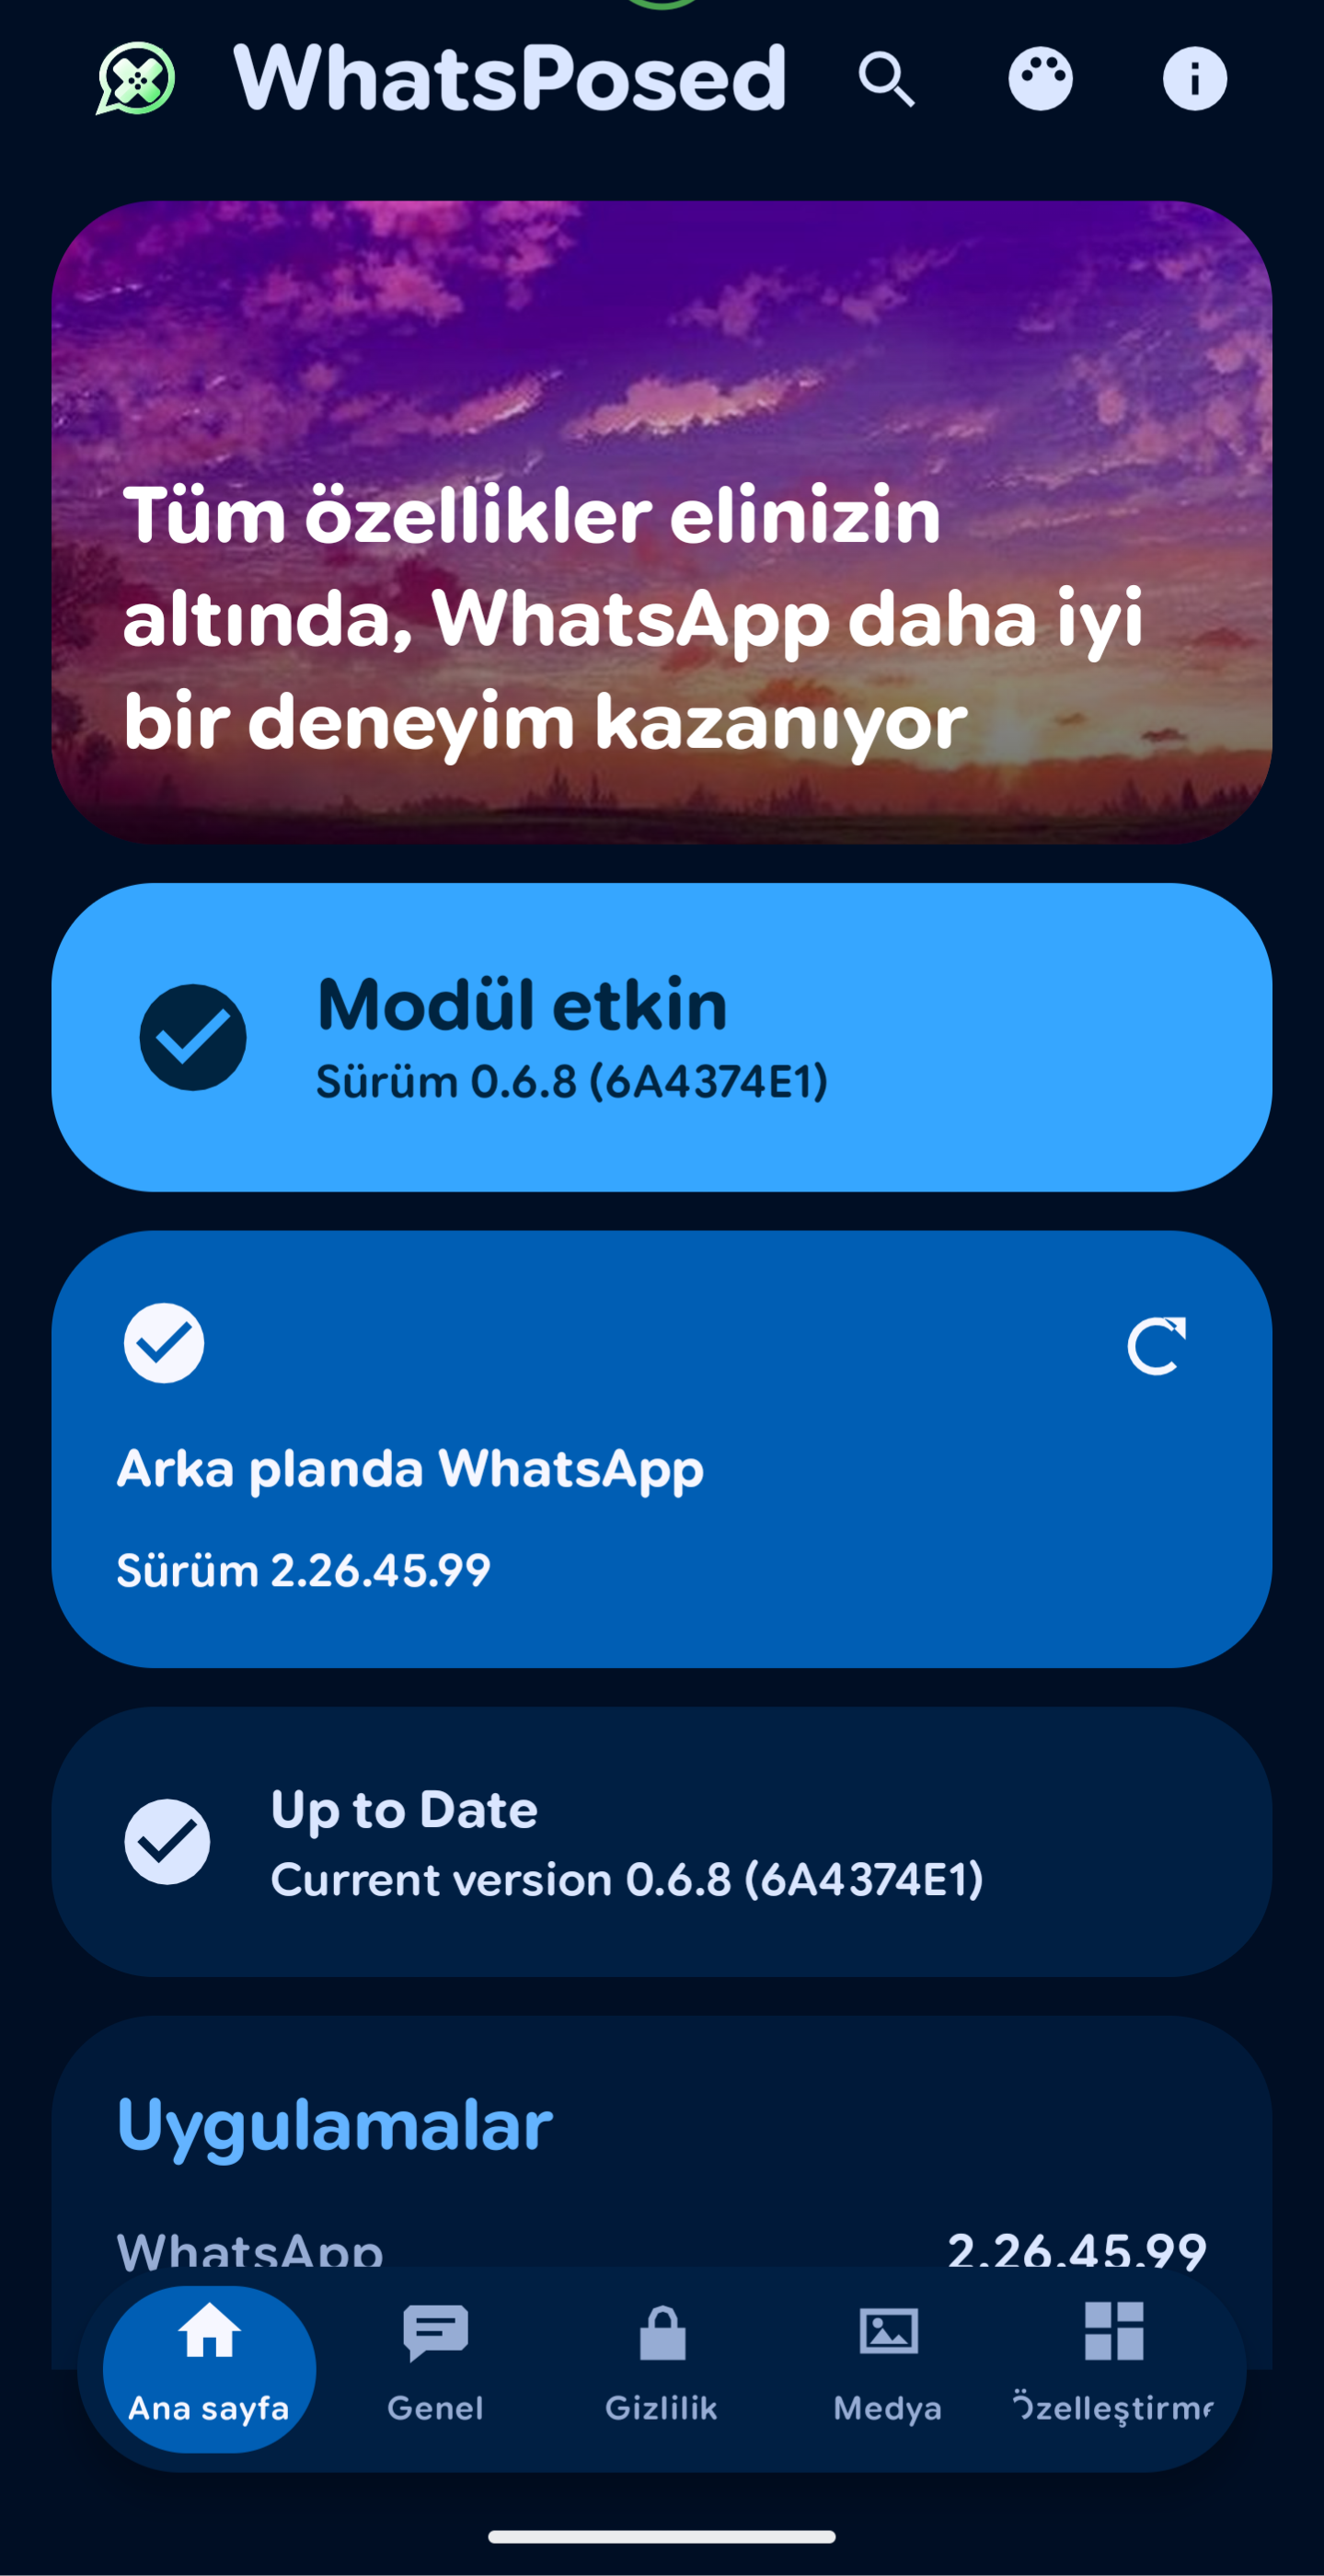 WhatsPosed
Tüm özellikler elinizin
altında, WhatsApp daha iyi
bir deneyim kazanıyor
Modül etkin
Sürüm 0.6.8 (6A4374E1)
Arka planda WhatsApp
Sürüm 2.26.45.99
Up to Date
Current version 0.6.8 (6A4374E1)
Uygulamalar
WhatsApp 2.26.45.99
Ana sayfa Genel Gizlilik Medya Özelleştirme